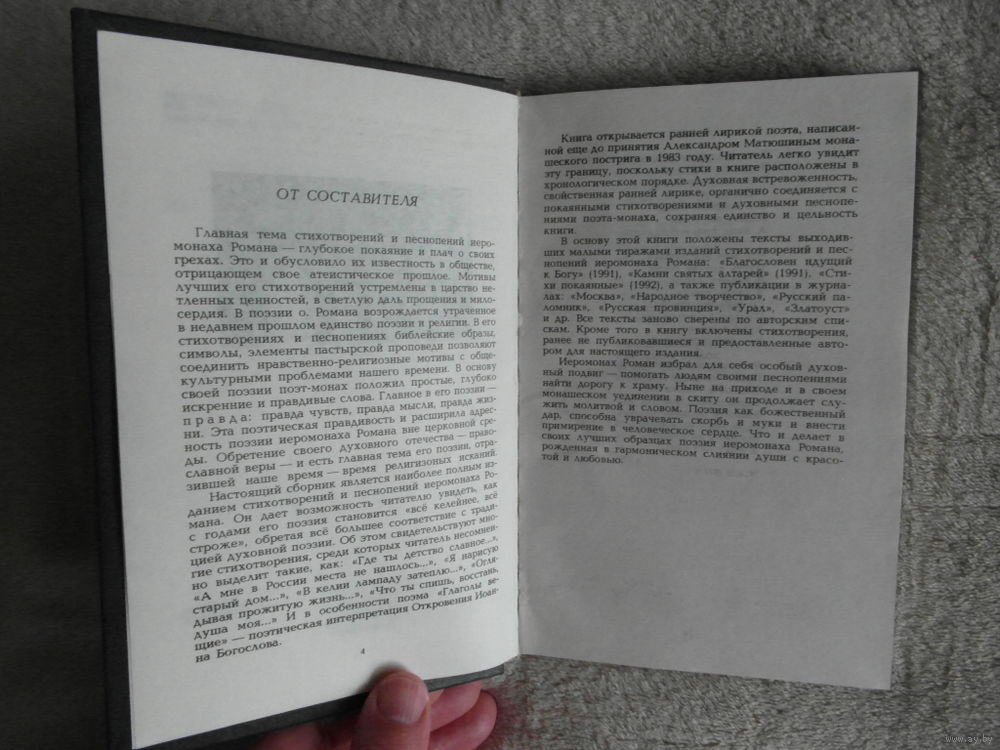 ОТ СОСТАВИТЕЛЯ
Главная тема стихотворений и песнопений иеро-
монаха Романа — глубокое покаяние и плач о своих
грехах. Это и обусловило их известность в обществе,
отрицающем свое атеистическое прошлое. Мотивы
лучших его стихотворений устремлены в царство не-
тленных ценностей, в светлую даль прощения и мило-
сердия. В поэзии о. Романа возрождается утраченное
в недавнем прошлом единство поэзии и религии. В его
стихотворениях и песнопениях библейские образы,
символы, элементы пастырской проповеди позволяют
соединить нравственно-религиозные мотивы с обще-
культурными проблемами нашего времени. В основу
своей поэзии поэт-монах положил простые, глубоко
искренние и правдивые слова. Главное в его поэзии —
правда: правда чувств, правда мысли, правда жиз-
ни. Эта поэтическая правдивость и расширила адрес-
ность поэзии иеромонаха Романа вне церковной сре-
ды. Обретение своего духовного отечества — право-
славной веры — и есть главная тема его поэзии, отра-
зившей наше время — время религиозных исканий.
Настоящий сборник является наиболее полным из-
данием стихотворений и песнопений иеромонаха Ро-
мана. Он дает возможность читателю увидеть, как
с годами его поэзия становится «всё келейнее, всё
строже», обретая всё большее соответствие с тради-
цией духовной поэзии. Об этом свидетельствуют мно-
гие стихотворения, среди которых читатель несомнен-
но выделит такие, как: «Где ты детство славное...»,
«А мне в России места не нашлось...», «Я нарисую
старый дом...», «В келии лампаду затеплю...», «Огля-
дывая прожитую жизнь...», «Что ты спишь, восстань,
душа моя...» И в особенности поэма «Глаголы ве-
щие» — поэтическая интерпретация Откровения Иоан-
на Богослова.
4
Книга открывается ранней лирикой поэта, написан-
ной еще до принятия Александром Матюшиным мона-
шеского пострига в 1983 году. Читатель легко увидит
эту границу, поскольку стихи в книге расположены в
хронологическом порядке. Духовная встревоженность,
свойственная ранней лирике, органично соединяется с
покаянными стихотворениями и духовными песнопе-
ниями поэта-монаха, сохраняя единство и цельность
книги.
В основу этой книги положены тексты выходив-
ших малыми тиражами изданий стихотворений и пес-
нопений иеромонаха Романа: «Благословен идущий
к Богу» (1991), «Камни святых алтарей» (1991), «Сти-
хи покаянные» (1992), а также публикации в журна-
лах: «Москва», «Народное творчество», «Русский па-
ломник», «Русская провинция», «Урал», «Златоуст»
и др. Все тексты заново сверены по авторским спи-
скам. Кроме того в книгу включены стихотворения,
ранее не публиковавшиеся и предоставленные авто-
ром для настоящего издания.
Иеромонах Роман избрал для себя особый духов-
ный подвиг — помогать людям своими песнопениями
найти дорогу к храму. Ныне на приходе и в своем
монашеском уединении в скиту он продолжает слу-
жить молитвой и словом. Поэзия как божественный
дар, способна уврачевать скорбь и муки и внести
примирение в человеческое сердце. Что и делает в
своих лучших образцах поэзия иеромонаха Романа,
рожденная в гармоническом слиянии души с красо-
той и любовью.
www.ay.by